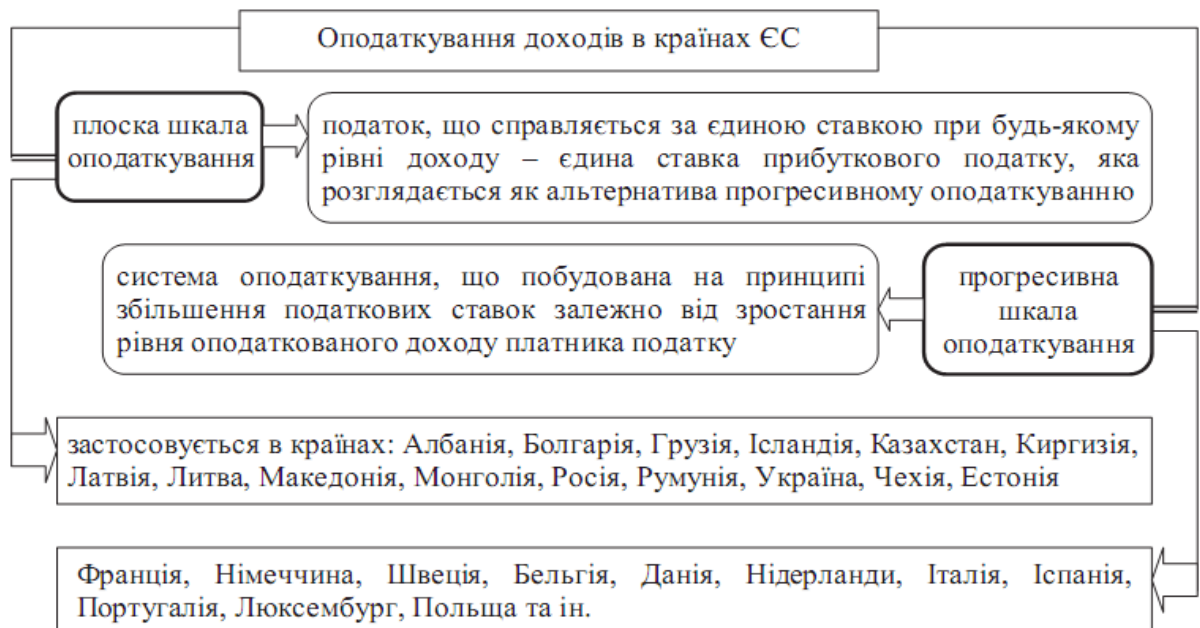 Оподаткування доходів в країнах ЄС
плоска шкала
оподаткування
податок, що справляється за єдиною ставкою при будь-якому
рівні доходу – єдина ставка прибуткового податку, яка
розглядається як альтернатива прогресивному оподаткуванню
система оподаткування, що побудована на принципі
збільшення податкових ставок залежно від зростання
рівня оподаткованого доходу платника податку
прогресивна
шкала
оподаткування
застосовується в країнах: Албанія, Болгарія, Грузія, Ісландія, Казахстан, Киргизія,
Латвія, Литва, Македонія, Монголія, Росія, Румунія, Україна, Чехія, Естонія
Франція, Німеччина, Швеція, Бельгія, Данія, Нідерланди, Італія, Іспанія,
Португалія, Люксембург, Польща та ін.